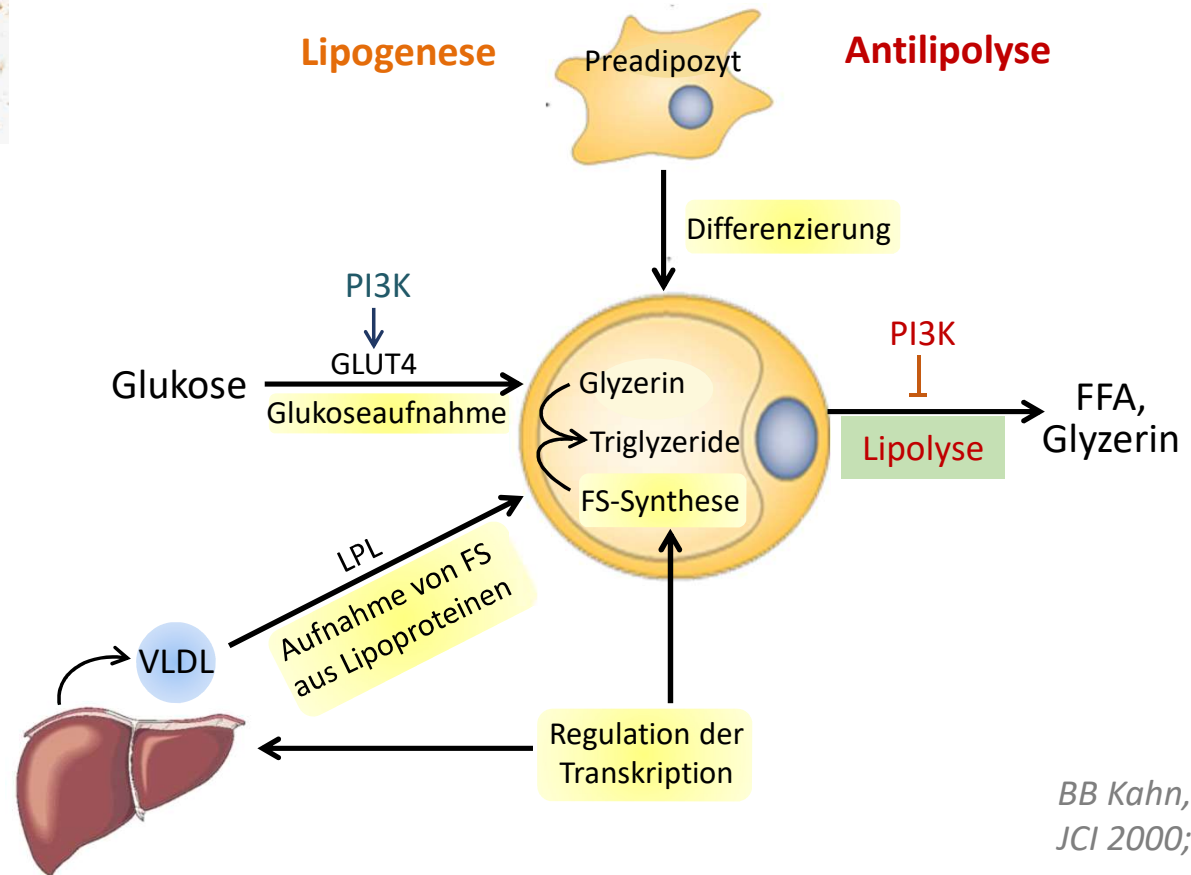 Lipogenese
Preadipozyt
Antilipolyse
Differenzierung
PI3K
GLUT4
Glukose
Glukoseaufnahme
Glyzerin
Triglyzeride
FS-Synthese
PI3K
Lipolyse
FFA,
Glyzerin
LPL
Aufnahme von FS
aus Lipoproteinen
VLDL
Regulation der
Transkription
BB Kahn,
JCI 2000;